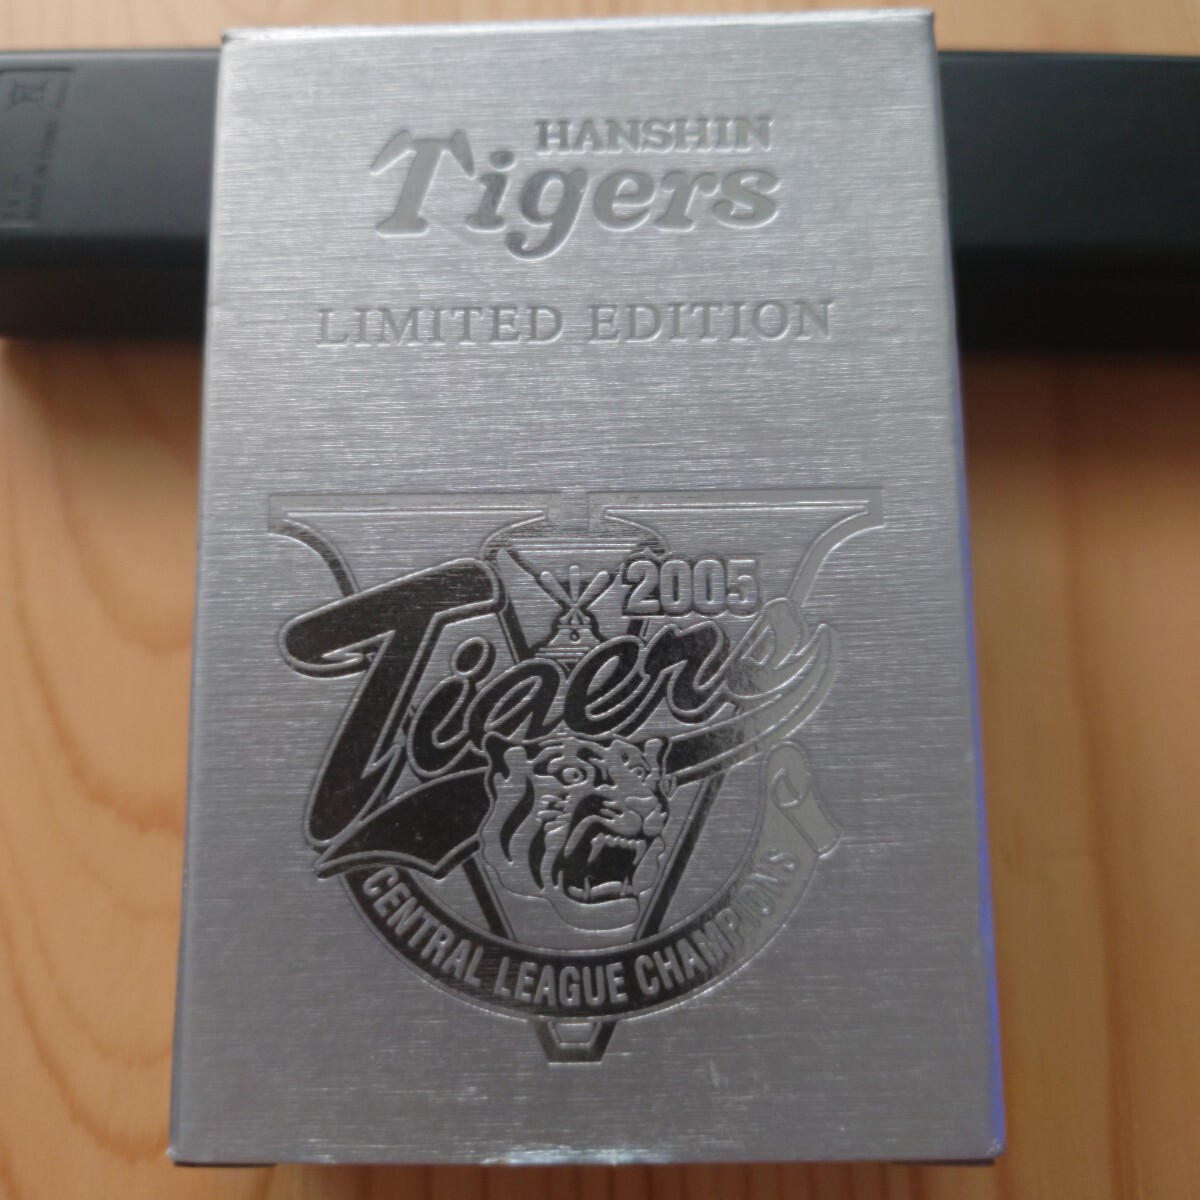 HANSHIN
Tigers
LIMITED EDITION
2005
Tigers
CENTRAL LEAGUE CHAMPIONS